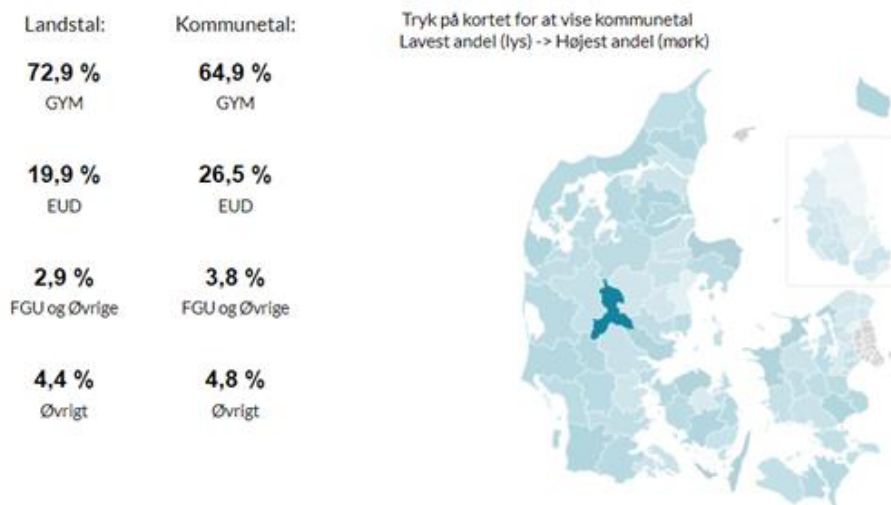 Landstal:
Kommunetal:
Tryk på kortet for at vise kommunetal
Lavest andel (lys) -> Højest andel (mørk)
72,9 %
GYM
64,9 %
GYM
19,9 %
EUD
26,5 %
EUD
2,9 %
FGU og Øvrige
3,8 %
FGU og Øvrige
4,4 %
Øvrigt
4,8 %
Øvrigt